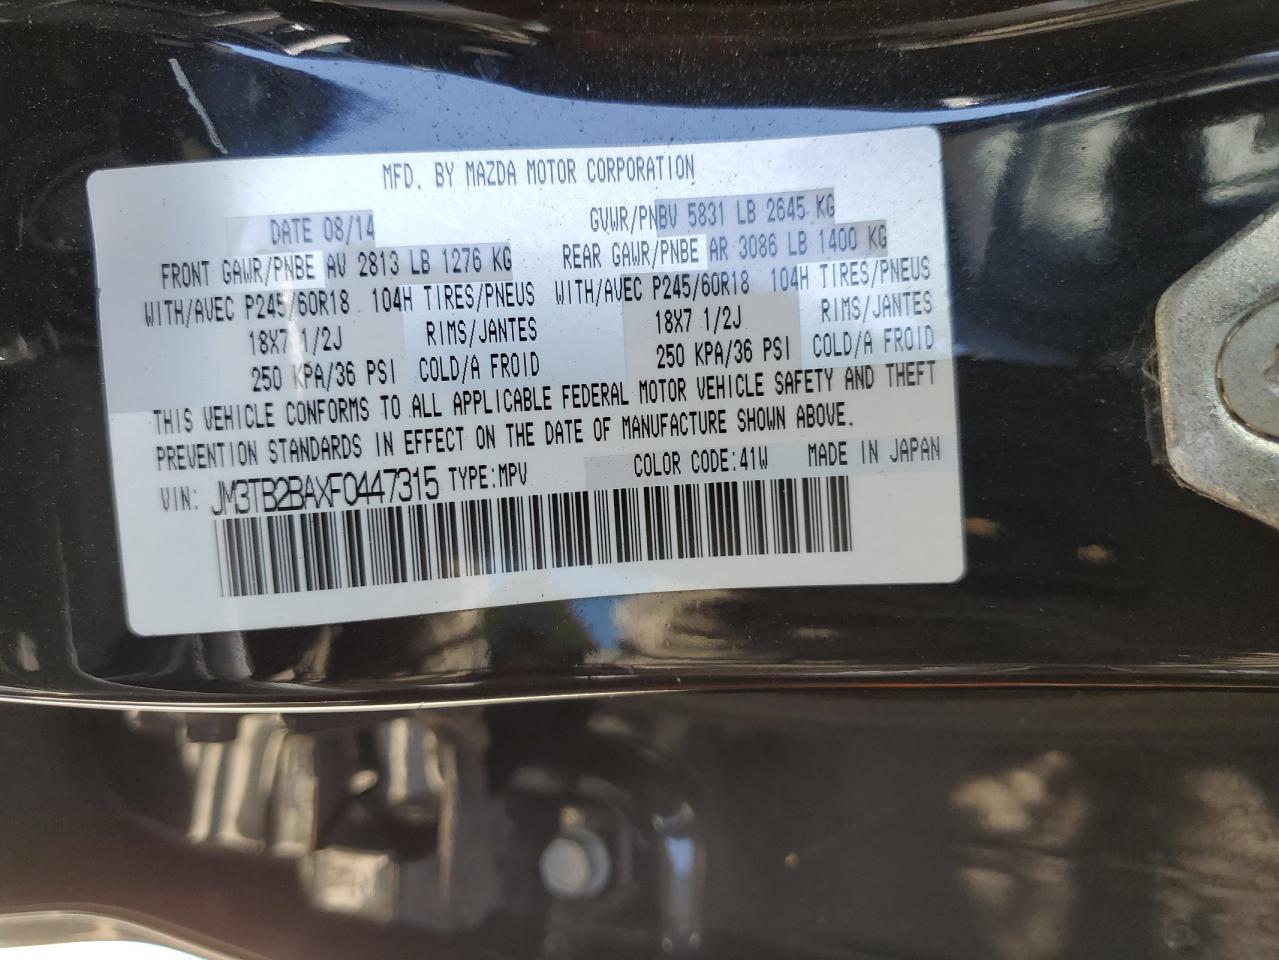 MFD. BY MAZDA MOTOR CORPORATION
DATE 08/14 GVWR/PNBV 5831 LB 2645 KG
FRONT GAWR/PNBE AV 2813 LB 1276 KG REAR GAWR/PNBE AR 3086 LB 1400 KG
WITH/AVEC P245/60R18 104H TIRES/PNEUS WITH/AVEC P245/60R18 104H TIRES/PNEUS
18X7 1/2J RIMS/JANTES 18X7 1/2J RIMS/JANTES
250 KPA/36 PSI COLD/A FROID 250 KPA/36 PSI COLD/A FROID
THIS VEHICLE CONFORMS TO ALL APPLICABLE FEDERAL MOTOR VEHICLE SAFETY AND THEFT
PREVENTION STANDARDS IN EFFECT ON THE DATE OF MANUFACTURE SHOWN ABOVE.
VIN: JM3TB2BAXF0447315 TYPE:MPV COLOR CODE:41W MADE IN JAPAN